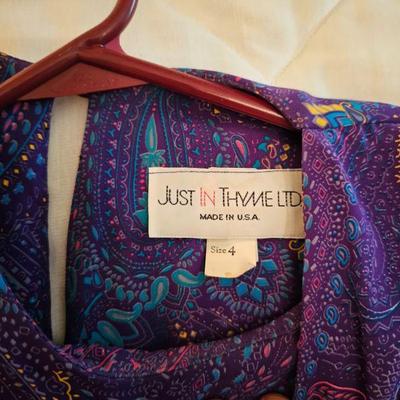 JUST IN THYME LTD
MADE IN U.S.A.
Size 4